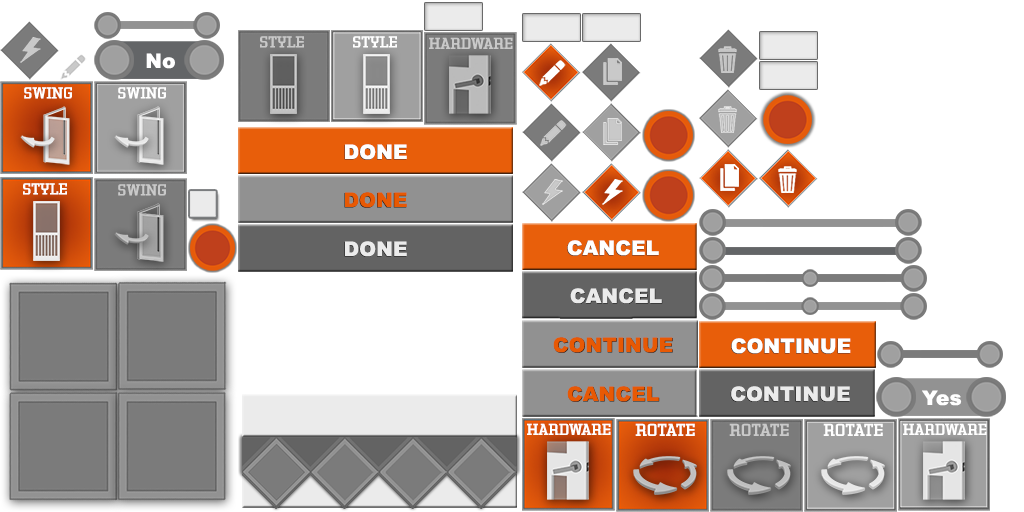 No
SWING
SWING
STYLE
SWING
STYLE
STYLE
HARDWARE
DONE
DONE
DONE
CANCEL
CANCEL
CONTINUE
CONTINUE
CANCEL
CONTINUE
Yes
HARDWARE
ROTATE
ROTATE
ROTATE
HARDWARE